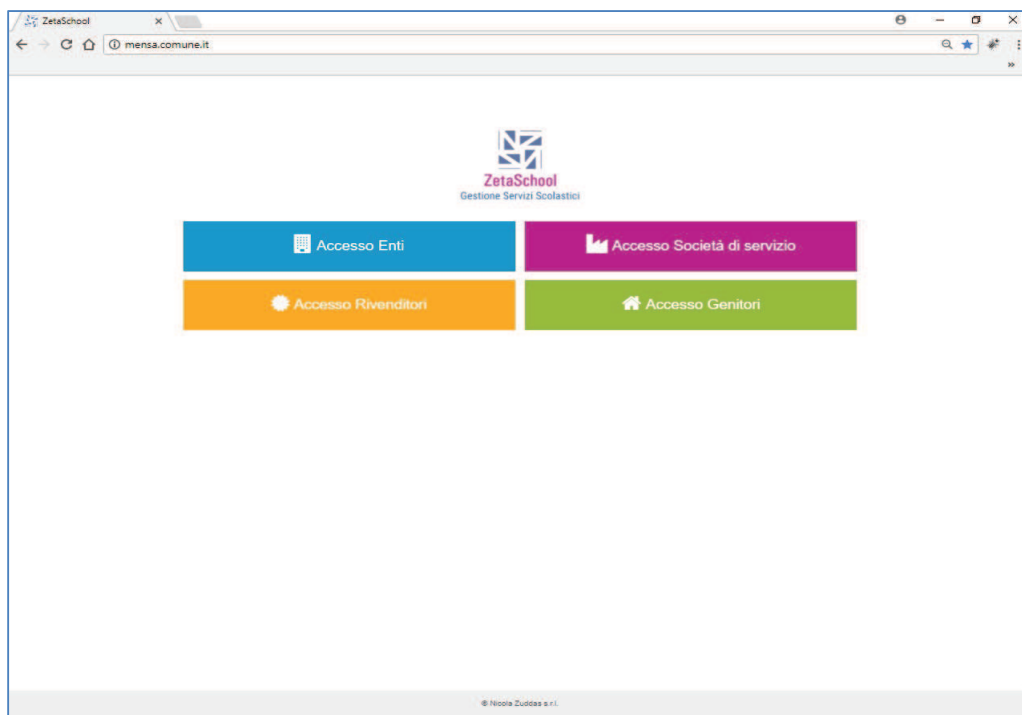 ZetaSchool
mensa.comune.it
ZetaSchool
Gestione Servizi Scolastici
Accesso Enti
Accesso Società di servizio
Accesso Rivenditori
Accesso Genitori
© Nicola Zuddas s.r.l.